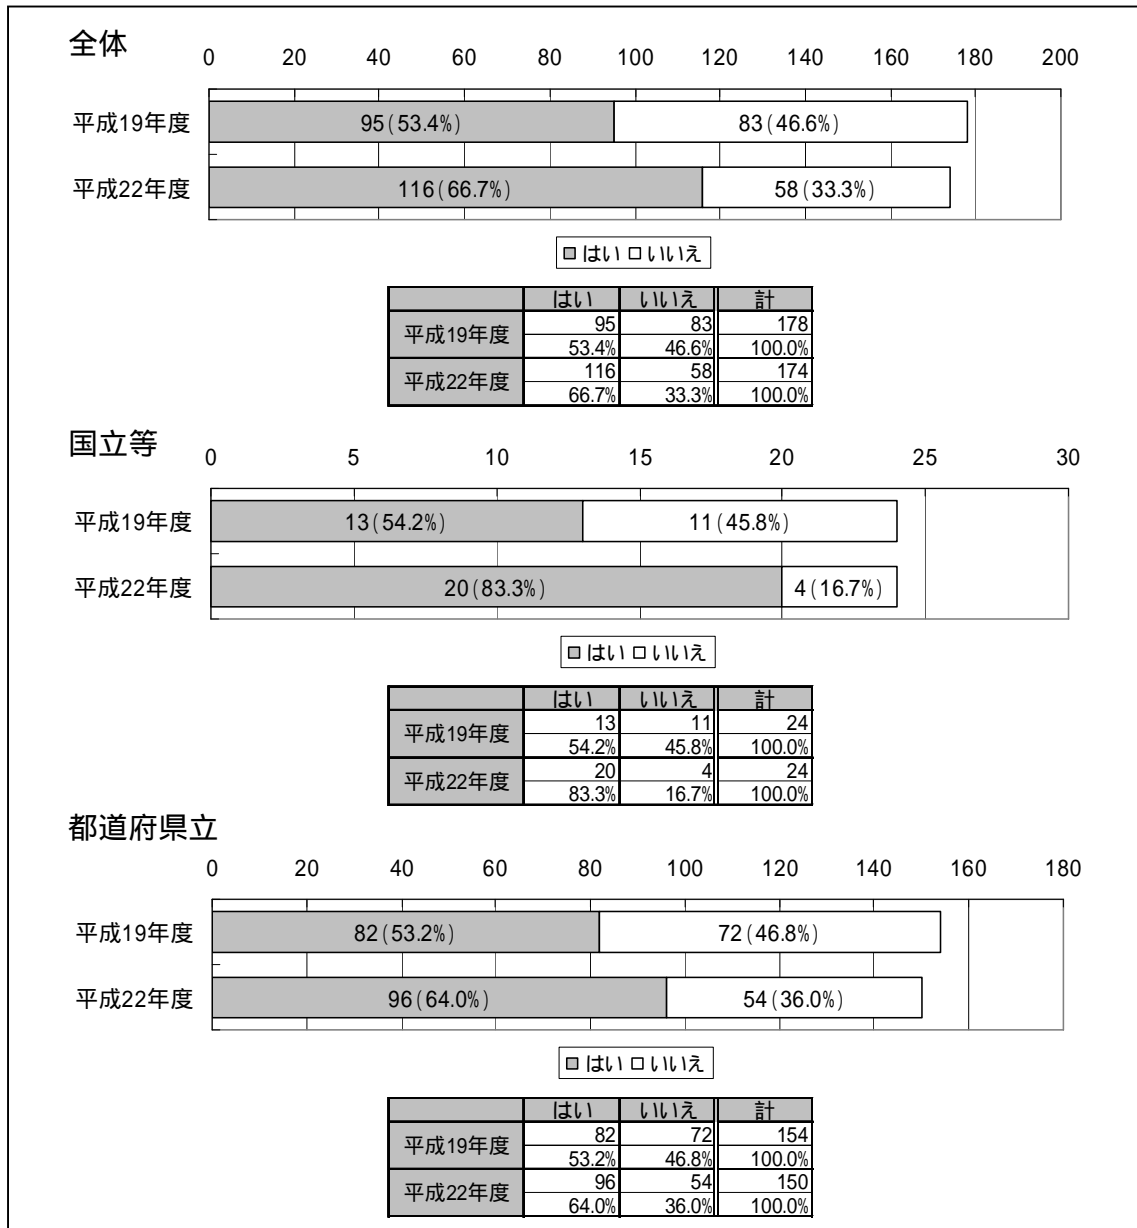 全体
0 20 40 60 80 100 120 140 160 180 200
平成19年度 95(53.4%) 83(46.6%)
平成22年度 116(66.7%) 58(33.3%)
はい いいえ
はい いいえ 計
平成19年度 95 83 178
53.4% 46.6% 100.0%
平成22年度 116 58 174
66.7% 33.3% 100.0%
国立等
0 5 10 15 20 25 30
平成19年度 13(54.2%) 11(45.8%)
平成22年度 20(83.3%) 4(16.7%)
はい いいえ
はい いいえ 計
平成19年度 13 11 24
54.2% 45.8% 100.0%
平成22年度 20 4 24
83.3% 16.7% 100.0%
都道府県立
0 20 40 60 80 100 120 140 160 180
平成19年度 82(53.2%) 72(46.8%)
平成22年度 96(64.0%) 54(36.0%)
はい いいえ
はい いいえ 計
平成19年度 82 72 154
53.2% 46.8% 100.0%
平成22年度 96 54 150
64.0% 36.0% 100.0%